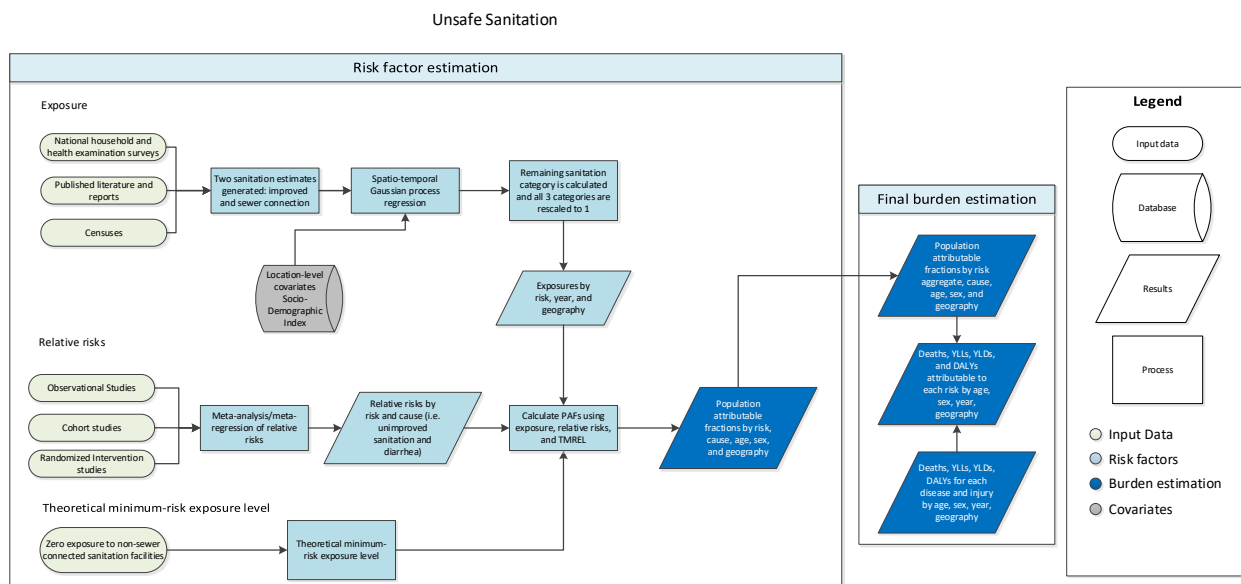 Unsafe Sanitation
Risk factor estimation
Exposure
National household and
health examination surveys
Published literature and
reports
Censuses
Two sanitation estimates
generated: improved
and sewer connection
Spatio-temporal
Gaussian process
regression
Remaining sanitation
category is calculated
and all 3 categories are
rescaled to 1
Location-level
covariates
Socio-
Demographic
Index
Exposures by
risk, year, and
geography
Relative risks
Observational Studies
Cohort studies
Randomized Intervention
studies
Meta-analysis/meta-
regression of relative
risks
Relative risks by
risk and cause (i.e.
unimproved
sanitation and
diarrhea)
Calculate PAFs using
exposure, relative risks,
and TMREL
Population
attributable
fractions by risk,
cause, age, sex,
and geography
Theoretical minimum-risk exposure level
Zero exposure to non-sewer
connected sanitation facilities
Theoretical minimum-
risk exposure level
Final burden estimation
Population
attributable
fractions by risk
aggregate, cause,
age, sex, and
geography
Deaths, YLLs, YLDs,
and DALYs
attributable to
each risk by age,
sex, year,
geography
Deaths, YLLs, YLDs,
DALYs for each
disease and injury
by age, sex, year,
geography
Legend
Input data
Database
Results
Process
Input Data
Risk factors
Burden estimation
Covariates